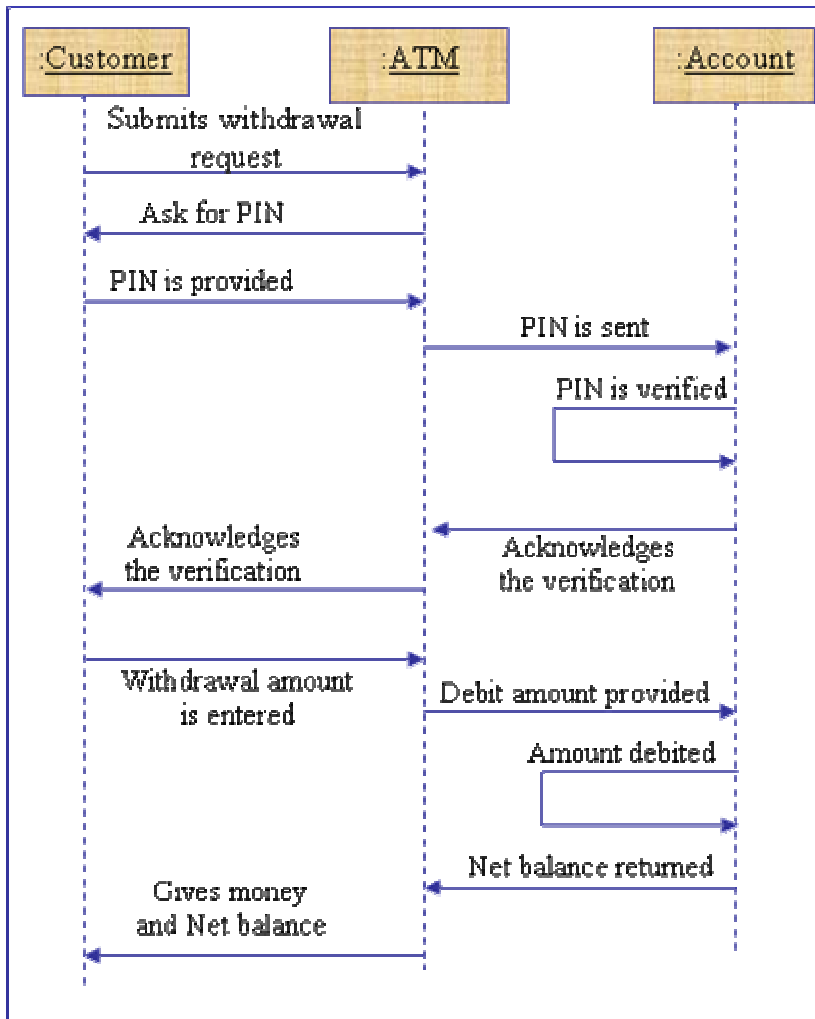 :Customer
:ATM
:Account
Submits withdrawal
request
Ask for PIN
PIN is provided
PIN is sent
PIN is verified
Acknowledges
the verification
Acknowledges
the verification
Withdrawal amount
is entered
Debit amount provided
Amount debited
Net balance returned
Gives money
and Net balance